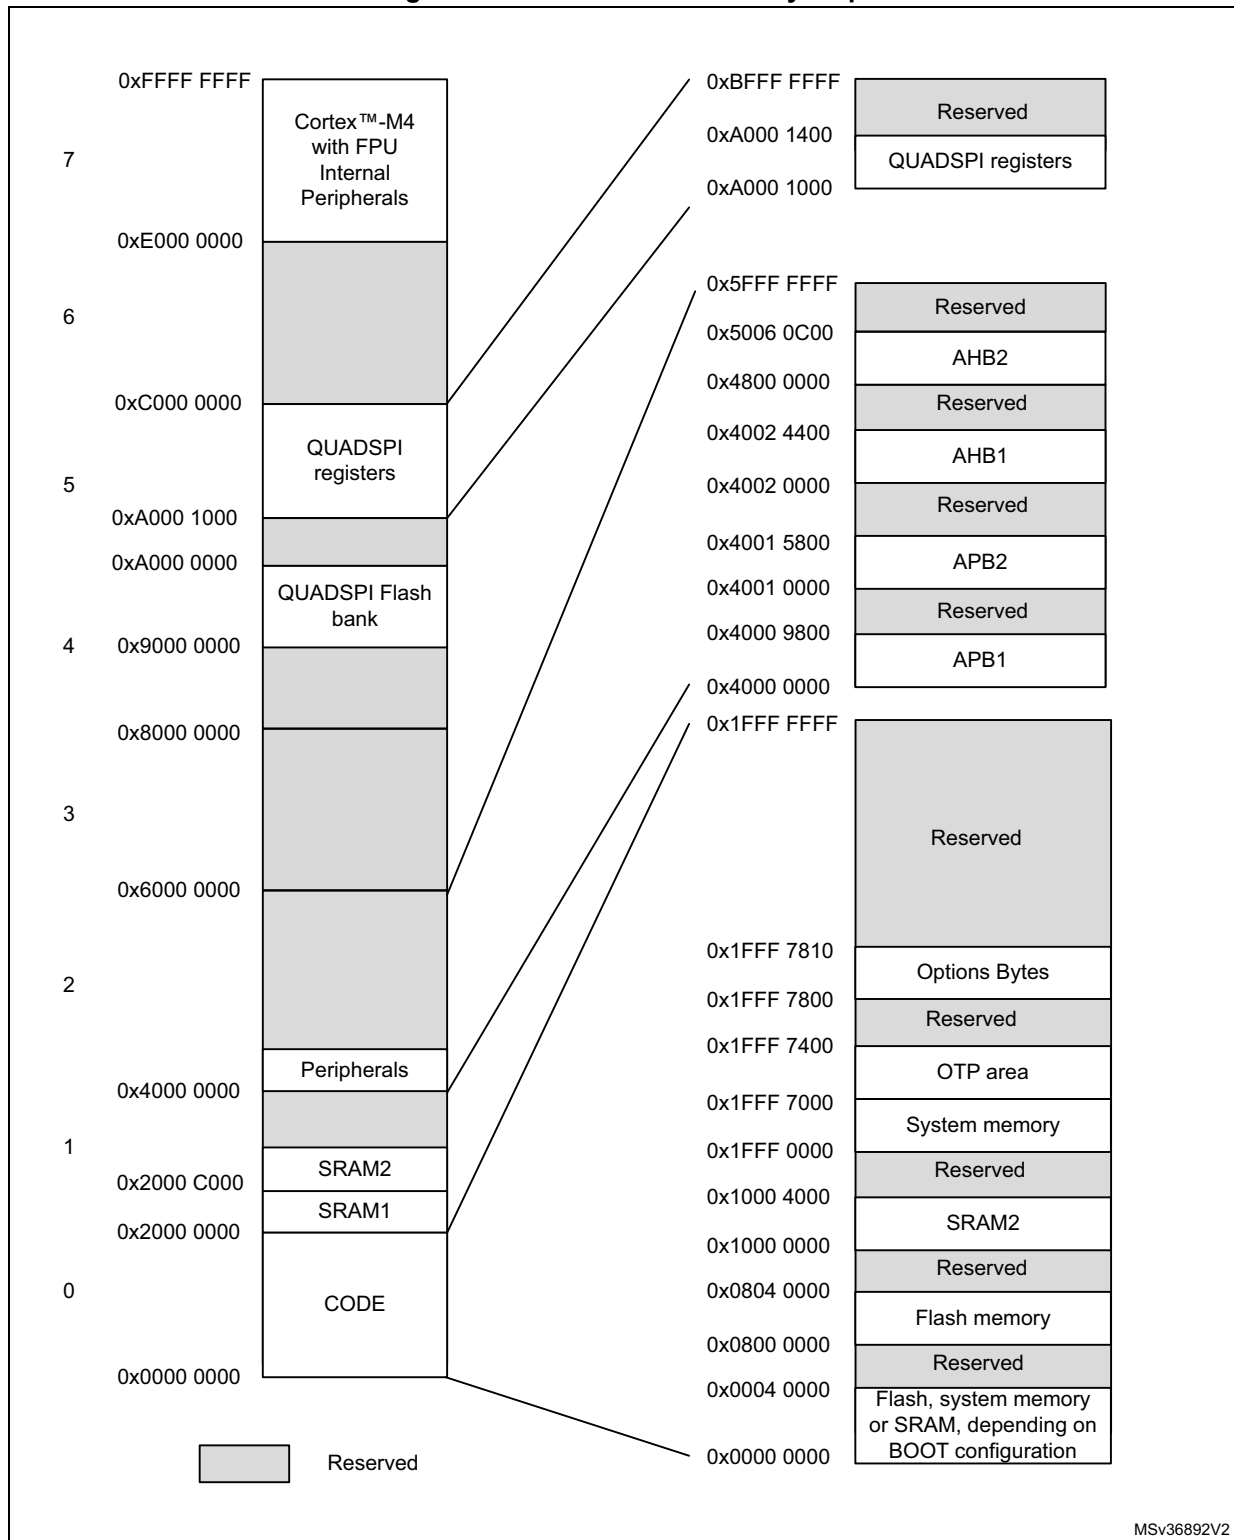 0xFFFF FFFF
Cortex™-M4
with FPU
Internal
Peripherals
7
0xE000 0000
6
0xC000 0000
QUADSPI
registers
5
0xA000 1000
0xA000 0000
QUADSPI Flash
bank
4
0x9000 0000
0x8000 0000
3
0x6000 0000
2
Peripherals
0x4000 0000
1
SRAM2
0x2000 C000
SRAM1
0x2000 0000
0
CODE
0x0000 0000
Reserved
0xBFFF FFFF
Reserved
0xA000 1400
QUADSPI registers
0xA000 1000
0x5FFF FFFF
Reserved
0x5006 0C00
AHB2
0x4800 0000
Reserved
0x4002 4400
AHB1
0x4002 0000
Reserved
0x4001 5800
APB2
0x4001 0000
Reserved
0x4000 9800
APB1
0x4000 0000
0x1FFF FFFF
Reserved
0x1FFF 7810
Options Bytes
0x1FFF 7800
Reserved
0x1FFF 7400
OTP area
0x1FFF 7000
System memory
0x1FFF 0000
Reserved
0x1000 4000
SRAM2
0x1000 0000
Reserved
0x0804 0000
Flash memory
0x0800 0000
Reserved
0x0004 0000
Flash, system memory
or SRAM, depending on
BOOT configuration
0x0000 0000
MSv36892V2